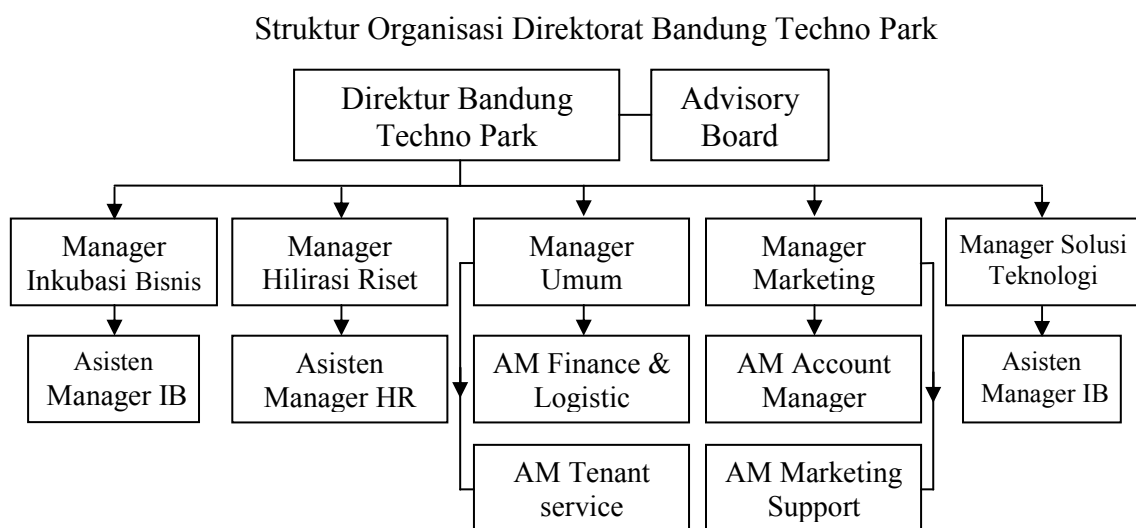 Struktur Organisasi Direktorat Bandung Techno Park
Direktur Bandung
Techno Park
Advisory
Board
Manager
Inkubasi Bisnis
Manager
Hilirasi Riset
Manager
Umum
Manager
Marketing
Manager Solusi
Teknologi
Asisten
Manager IB
Asisten
Manager HR
AM Finance &
Logistic
AM Account
Manager
Asisten
Manager IB
AM Tenant
service
AM Marketing
Support